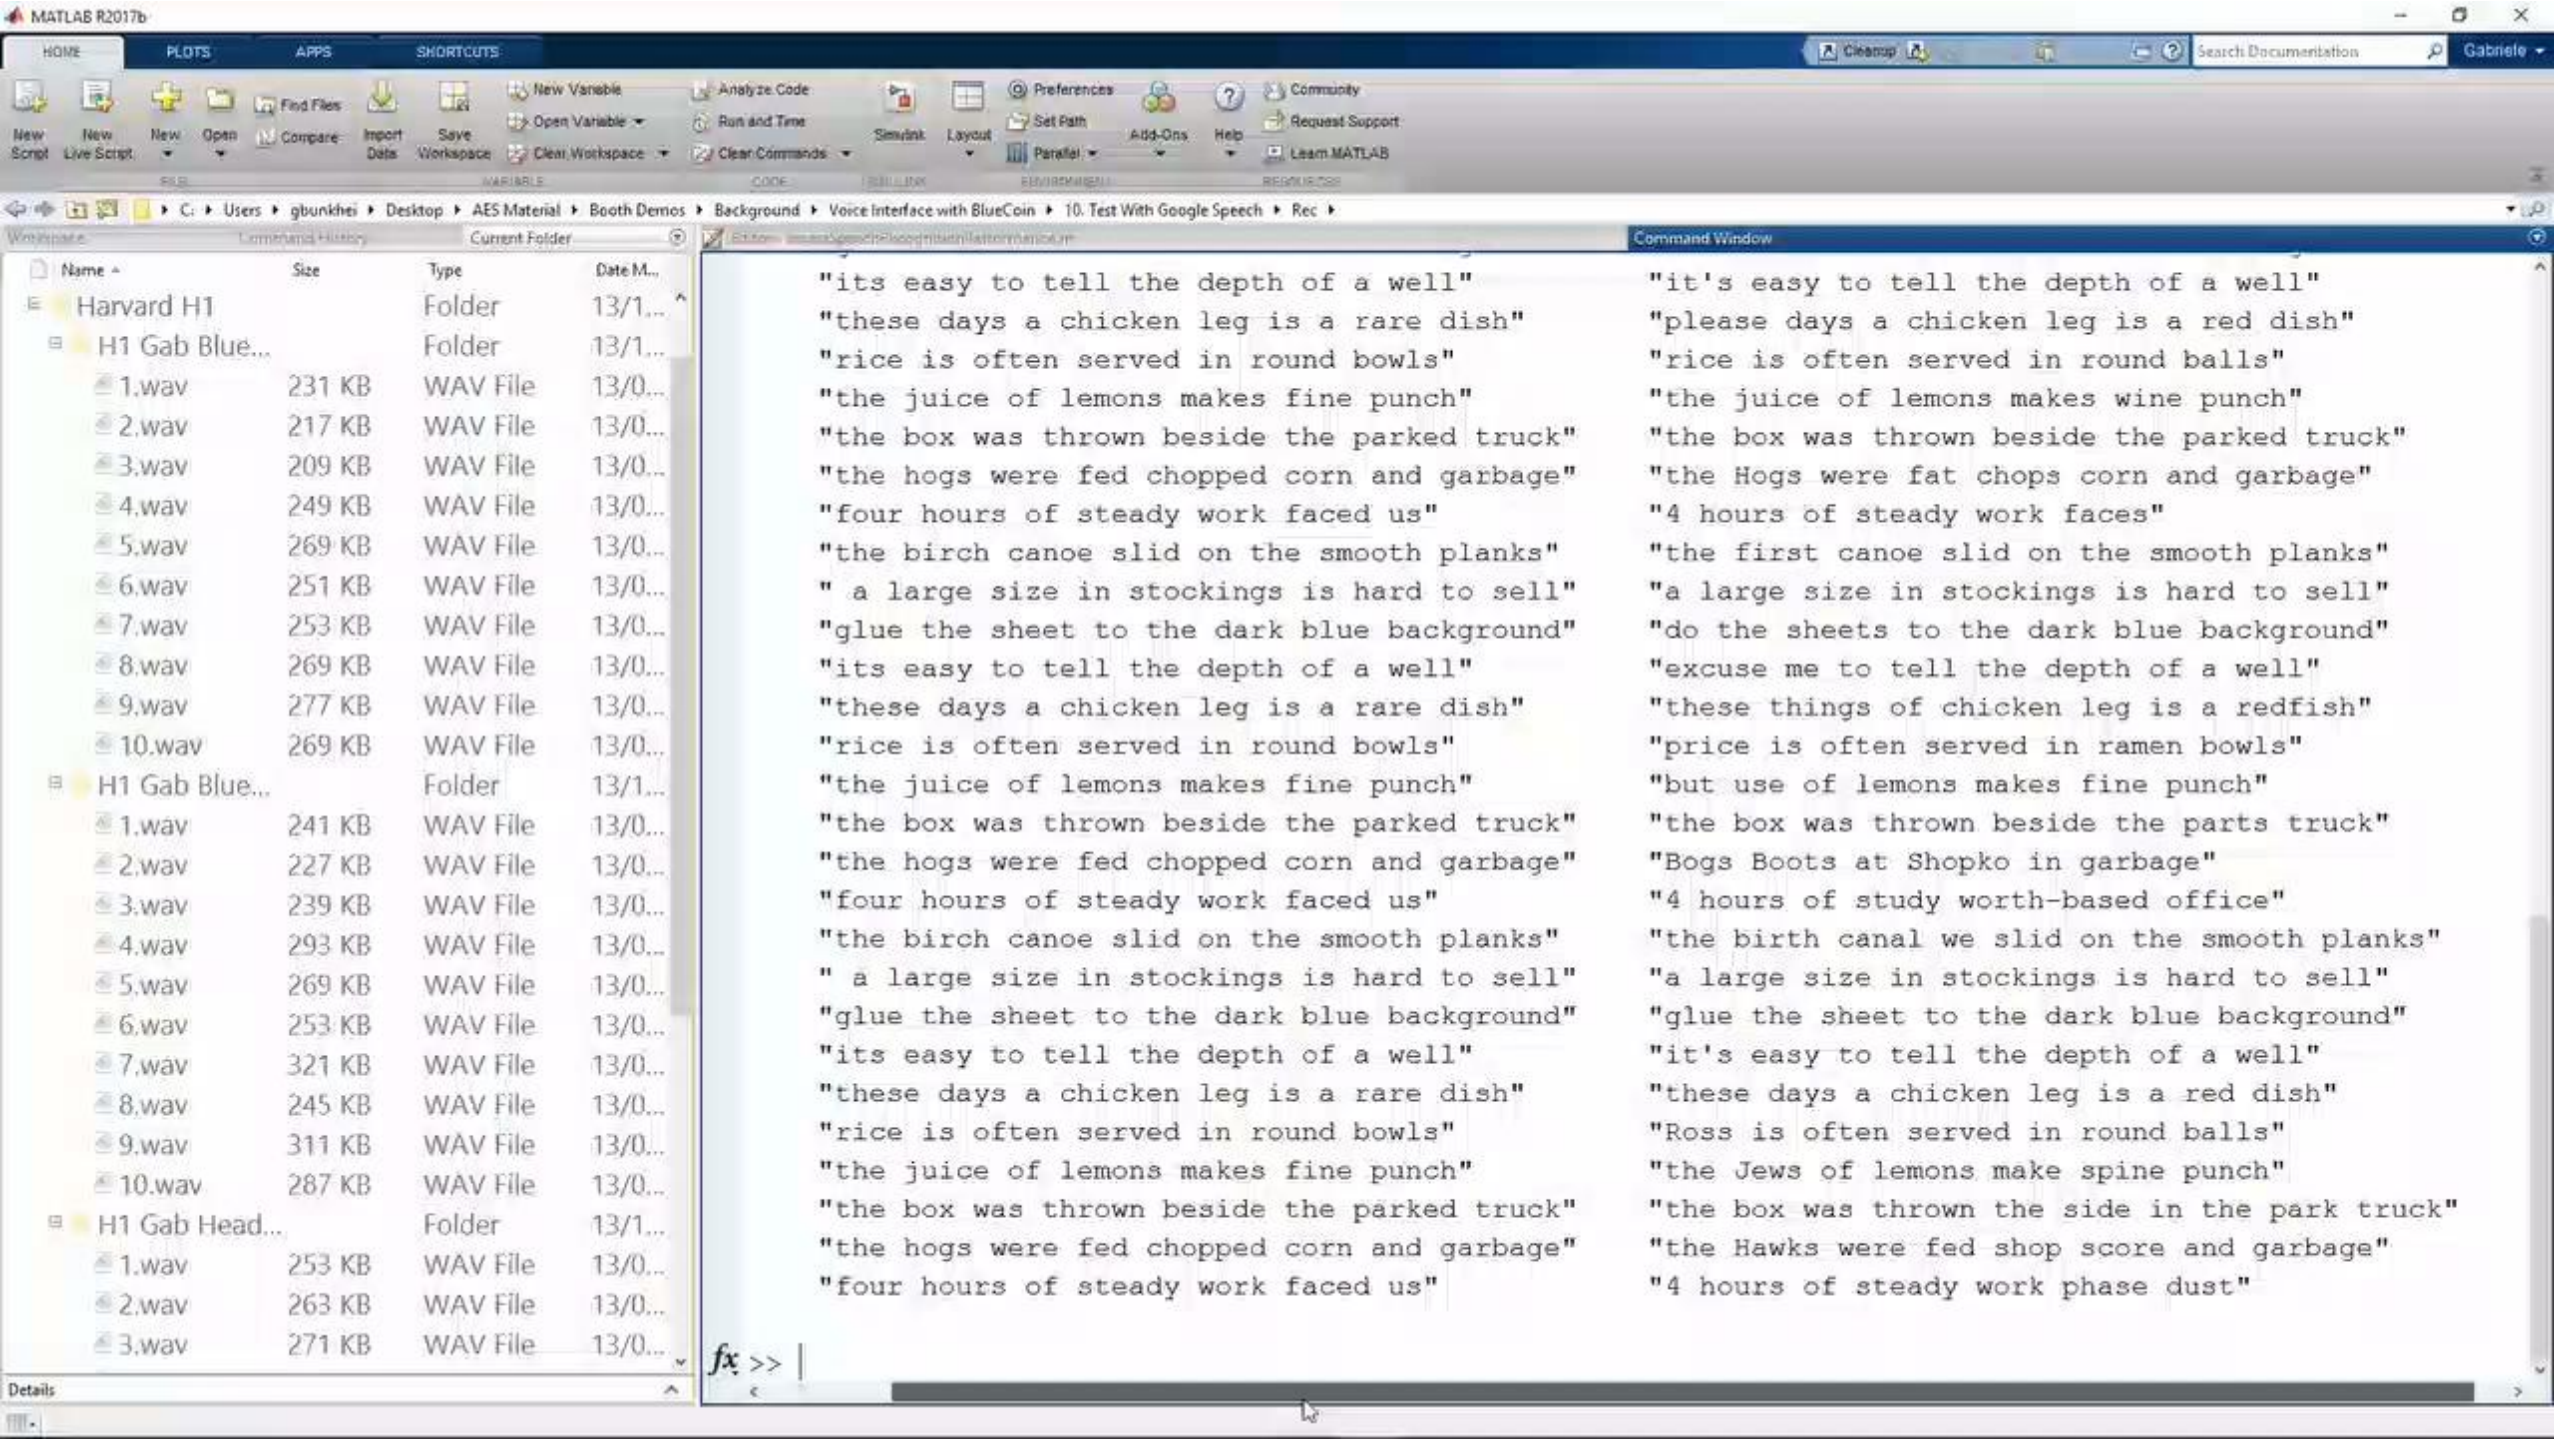 MATLAB R2017b
HOME PLOTS APPS SHORTCUTS Cleanup Search Documentation Gabriele
New Script
New Live Script
New
Open
Find Files
Compare
Import Data
Save Workspace
New Variable
Open Variable
Clear Workspace
Analyze Code
Run and Time
Clear Commands
Simulink
Layout
Preferences
Set Path
Parallel
Add-Ons
Help
Community
Request Support
Learn MATLAB
FILE VARIABLE CODE SIMULINK ENVIRONMENT RESOURCES
C: Users gbunkhei Desktop AES Material Booth Demos Background Voice Interface with BlueCoin 10. Test With Google Speech Rec
Workspace Command History Current Folder
Name Size Type Date M...
Harvard H1 Folder 13/1...
H1 Gab Blue... Folder 13/1...
1.wav 231 KB WAV File 13/0...
2.wav 217 KB WAV File 13/0...
3.wav 209 KB WAV File 13/0...
4.wav 249 KB WAV File 13/0...
5.wav 269 KB WAV File 13/0...
6.wav 251 KB WAV File 13/0...
7.wav 253 KB WAV File 13/0...
8.wav 269 KB WAV File 13/0...
9.wav 277 KB WAV File 13/0...
10.wav 269 KB WAV File 13/0...
H1 Gab Blue... Folder 13/1...
1.wav 241 KB WAV File 13/0...
2.wav 227 KB WAV File 13/0...
3.wav 239 KB WAV File 13/0...
4.wav 293 KB WAV File 13/0...
5.wav 269 KB WAV File 13/0...
6.wav 253 KB WAV File 13/0...
7.wav 321 KB WAV File 13/0...
8.wav 245 KB WAV File 13/0...
9.wav 311 KB WAV File 13/0...
10.wav 287 KB WAV File 13/0...
H1 Gab Head... Folder 13/1...
1.wav 253 KB WAV File 13/0...
2.wav 263 KB WAV File 13/0...
3.wav 271 KB WAV File 13/0...
Details
Command Window
"its easy to tell the depth of a well" "it's easy to tell the depth of a well"
"these days a chicken leg is a rare dish" "please days a chicken leg is a red dish"
"rice is often served in round bowls" "rice is often served in round balls"
"the juice of lemons makes fine punch" "the juice of lemons makes wine punch"
"the box was thrown beside the parked truck" "the box was thrown beside the parked truck"
"the hogs were fed chopped corn and garbage" "the Hogs were fat chops corn and garbage"
"four hours of steady work faced us" "4 hours of steady work faces"
"the birch canoe slid on the smooth planks" "the first canoe slid on the smooth planks"
" a large size in stockings is hard to sell" "a large size in stockings is hard to sell"
"glue the sheet to the dark blue background" "do the sheets to the dark blue background"
"its easy to tell the depth of a well" "excuse me to tell the depth of a well"
"these days a chicken leg is a rare dish" "these things of chicken leg is a redfish"
"rice is often served in round bowls" "price is often served in ramen bowls"
"the juice of lemons makes fine punch" "but use of lemons makes fine punch"
"the box was thrown beside the parked truck" "the box was thrown beside the parts truck"
"the hogs were fed chopped corn and garbage" "Bogs Boots at Shopko in garbage"
"four hours of steady work faced us" "4 hours of study worth-based office"
"the birch canoe slid on the smooth planks" "the birth canal we slid on the smooth planks"
" a large size in stockings is hard to sell" "a large size in stockings is hard to sell"
"glue the sheet to the dark blue background" "glue the sheet to the dark blue background"
"its easy to tell the depth of a well" "it's easy to tell the depth of a well"
"these days a chicken leg is a rare dish" "these days a chicken leg is a red dish"
"rice is often served in round bowls" "Ross is often served in round balls"
"the juice of lemons makes fine punch" "the Jews of lemons make spine punch"
"the box was thrown beside the parked truck" "the box was thrown the side in the park truck"
"the hogs were fed chopped corn and garbage" "the Hawks were fed shop score and garbage"
"four hours of steady work faced us" "4 hours of steady work phase dust"
fx >>